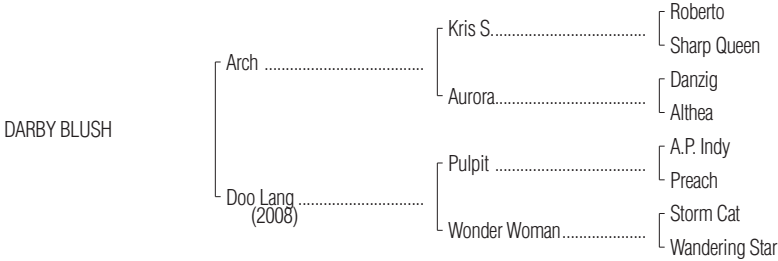 Roberto
Kris S. ........................................
Sharp Queen
Arch ..........................................
Danzig
Aurora........................................
Althea
DARBY BLUSH
A.P. Indy
Pulpit ........................................
Preach
Doo Lang .................................
(2008)
Storm Cat
Wonder Woman......................
Wandering Star